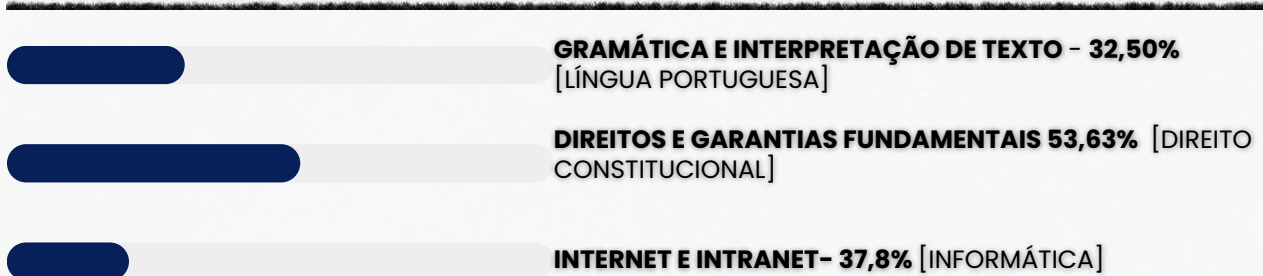 GRAMÁTICA E INTERPRETAÇÃO DE TEXTO - 32,50%
[LÍNGUA PORTUGUESA]
DIREITOS E GARANTIAS FUNDAMENTAIS 53,63% [DIREITO
CONSTITUCIONAL]
INTERNET E INTRANET- 37,8% [INFORMÁTICA]